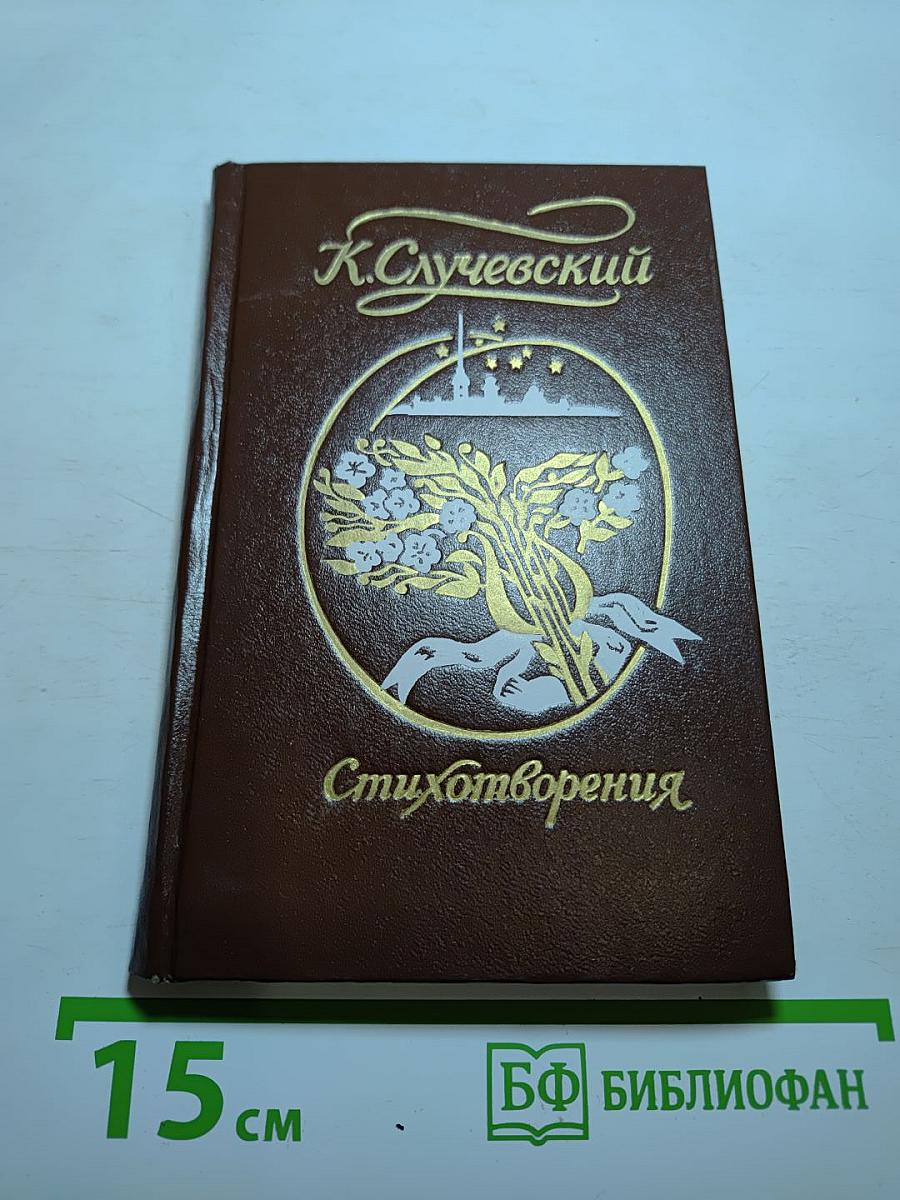 К. Случевский
Стихотворения
15 см
БФ БИБЛИОФАН